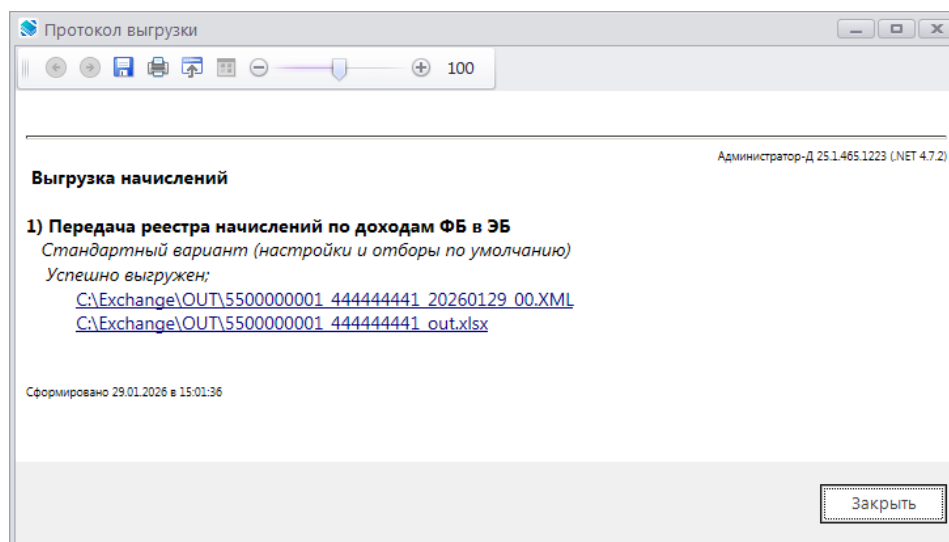 Протокол выгрузки
100
Администратор-Д 25.1.465.1223 (.NET 4.7.2)
Выгрузка начислений
1) Передача реестра начислений по доходам ФБ в ЭБ
Стандартный вариант (настройки и отборы по умолчанию)
Успешно выгружен;
C:\Exchange\OUT\5500000001_444444441_20260129_00.XML
C:\Exchange\OUT\5500000001_444444441_out.xlsx
Сформировано 29.01.2026 в 15:01:36
Закрыть